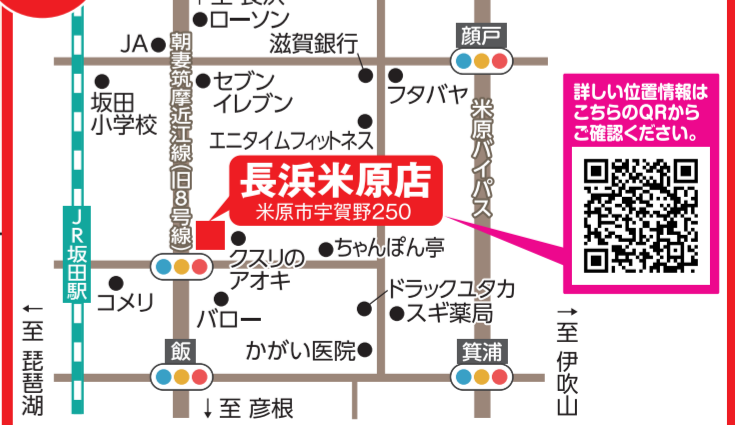 ローソン
JA
朝妻筑摩近江線(旧8号線)
滋賀銀行
顔戸
坂田
小学校
セブン
イレブン
フタバヤ
エニタイムフィットネス
米原バイパス
詳しい位置情報は
こちらのQRから
ご確認ください。
長浜米原店
米原市宇賀野250
JR坂田駅
クスリの
アオキ
ちゃんぽん亭
コメリ
バロー
ドラックユタカ
スギ薬局
かがい医院
飯
箕浦
←至 琵琶湖
↓至 彦根
→至 伊吹山